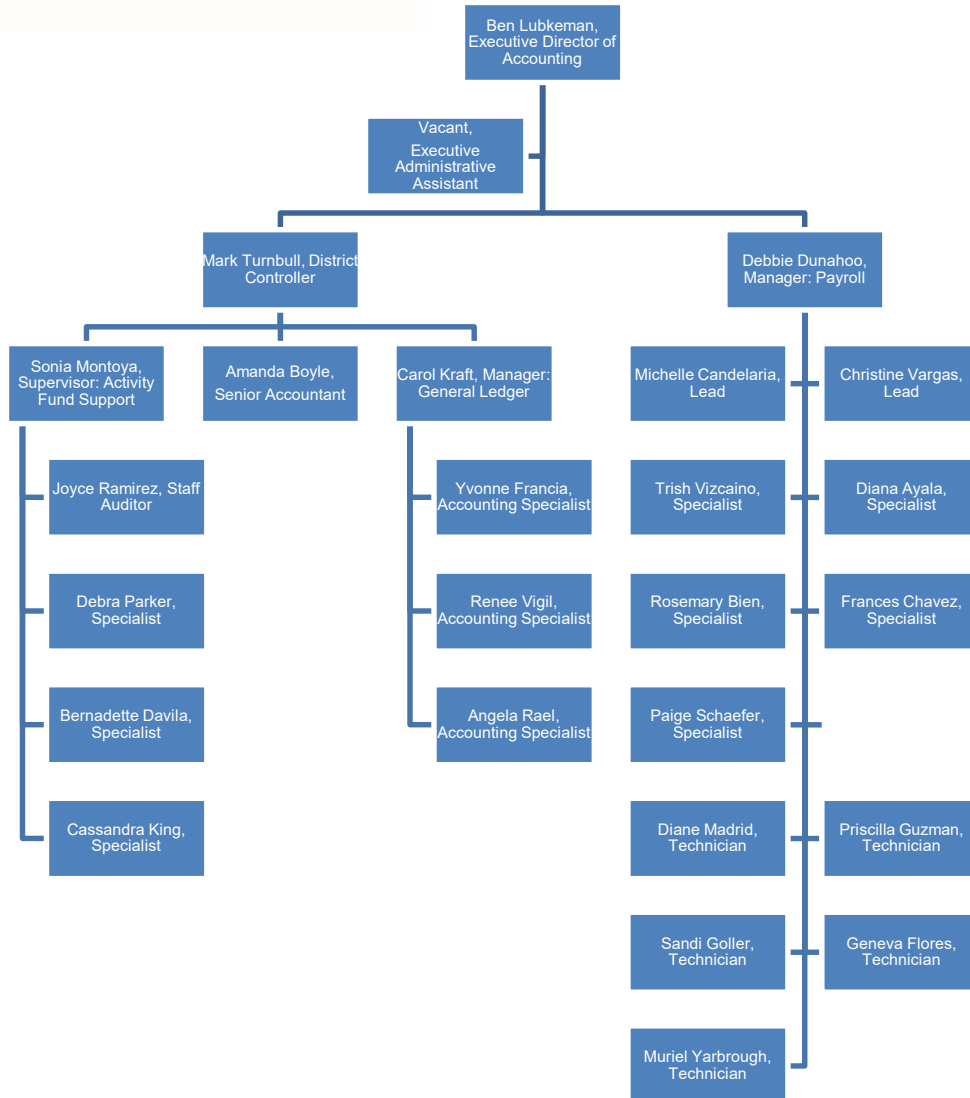 Ben Lubkeman,
Executive Director of
Accounting
Vacant,
Executive
Administrative
Assistant
Mark Turnbull, District
Controller
Debbie Dunahoo,
Manager: Payroll
Sonia Montoya,
Supervisor: Activity
Fund Support
Amanda Boyle,
Senior Accountant
Carol Kraft, Manager:
General Ledger
Michelle Candelaria,
Lead
Christine Vargas,
Lead
Joyce Ramirez, Staff
Auditor
Yvonne Francia,
Accounting Specialist
Trish Vizcaino,
Specialist
Diana Ayala,
Specialist
Debra Parker,
Specialist
Renee Vigil,
Accounting Specialist
Rosemary Bien,
Specialist
Frances Chavez,
Specialist
Bernadette Davila,
Specialist
Angela Rael,
Accounting Specialist
Paige Schaefer,
Specialist
Cassandra King,
Specialist
Diane Madrid,
Technician
Priscilla Guzman,
Technician
Sandi Goller,
Technician
Geneva Flores,
Technician
Muriel Yarbrough,
Technician